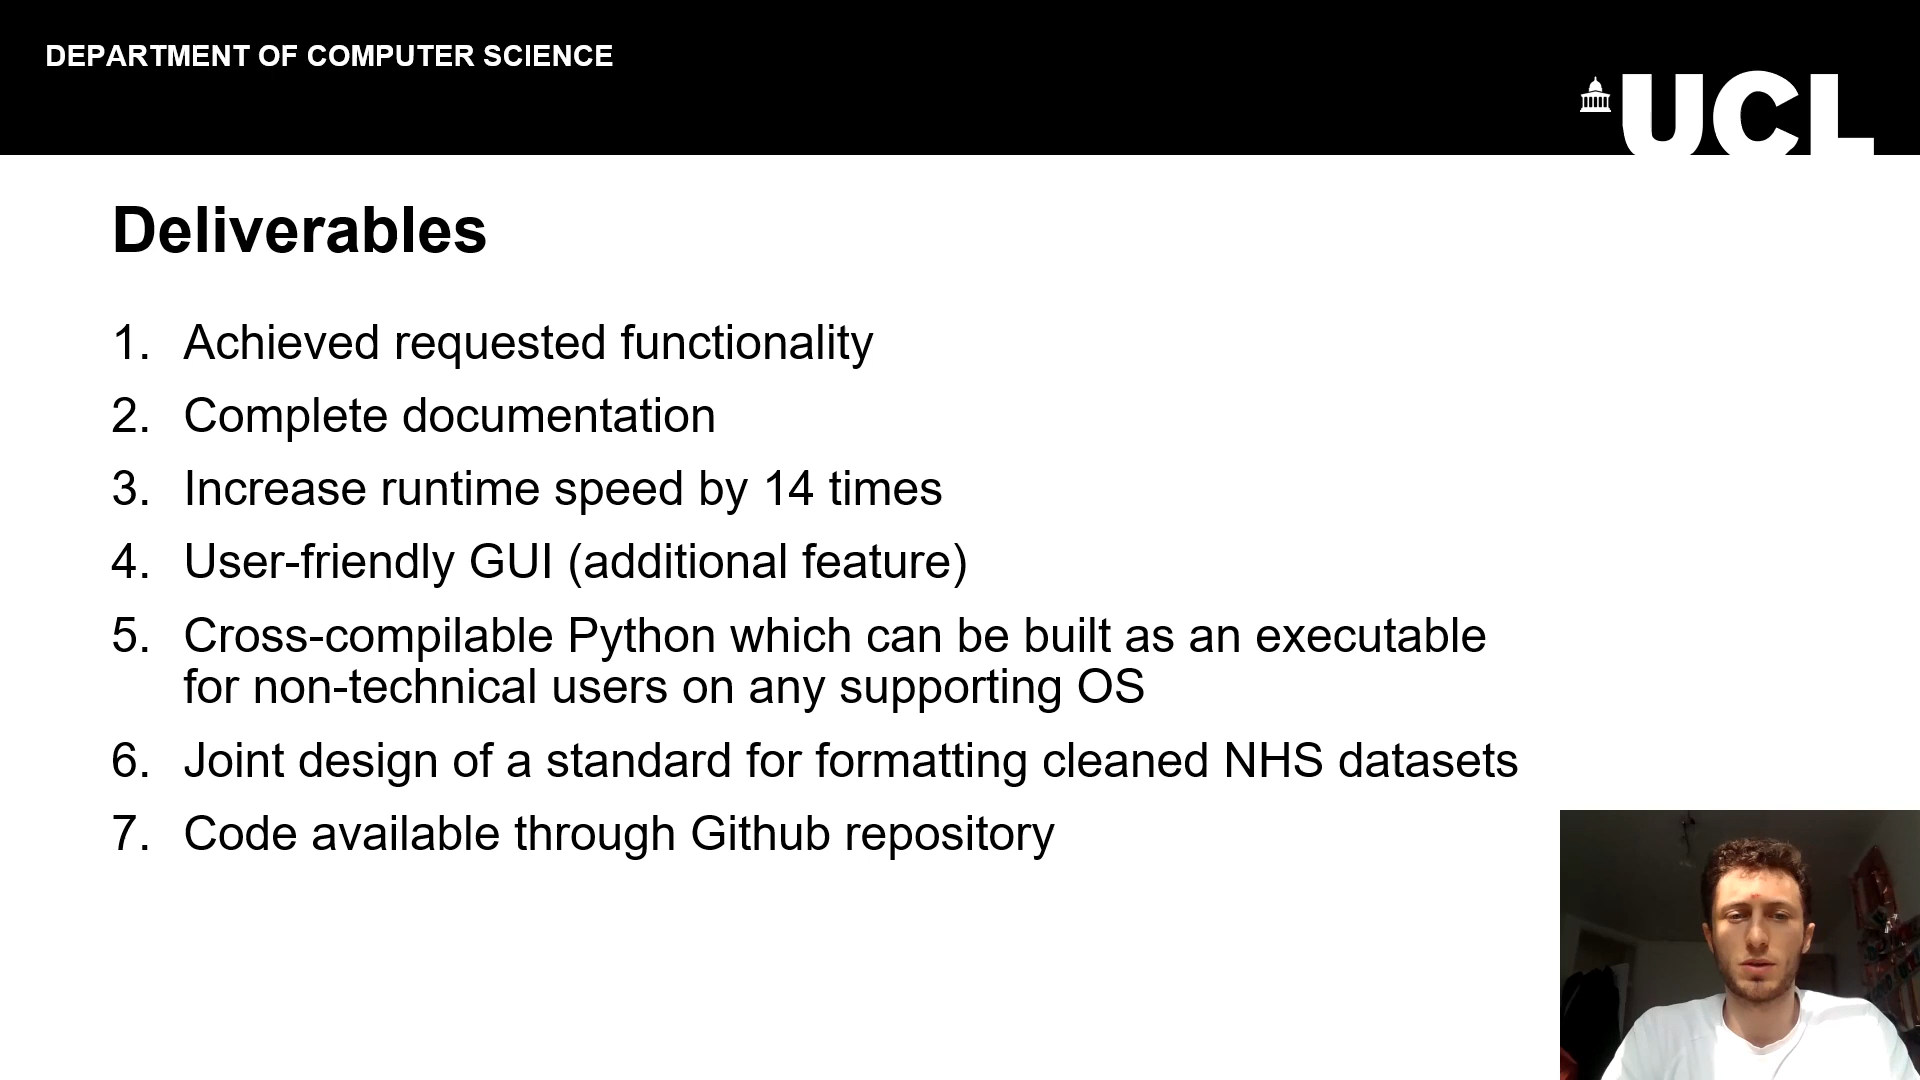 DEPARTMENT OF COMPUTER SCIENCE
UCL
Deliverables
1. Achieved requested functionality
2. Complete documentation
3. Increase runtime speed by 14 times
4. User-friendly GUI (additional feature)
5. Cross-compilable Python which can be built as an executable
for non-technical users on any supporting OS
6. Joint design of a standard for formatting cleaned NHS datasets
7. Code available through Github repository